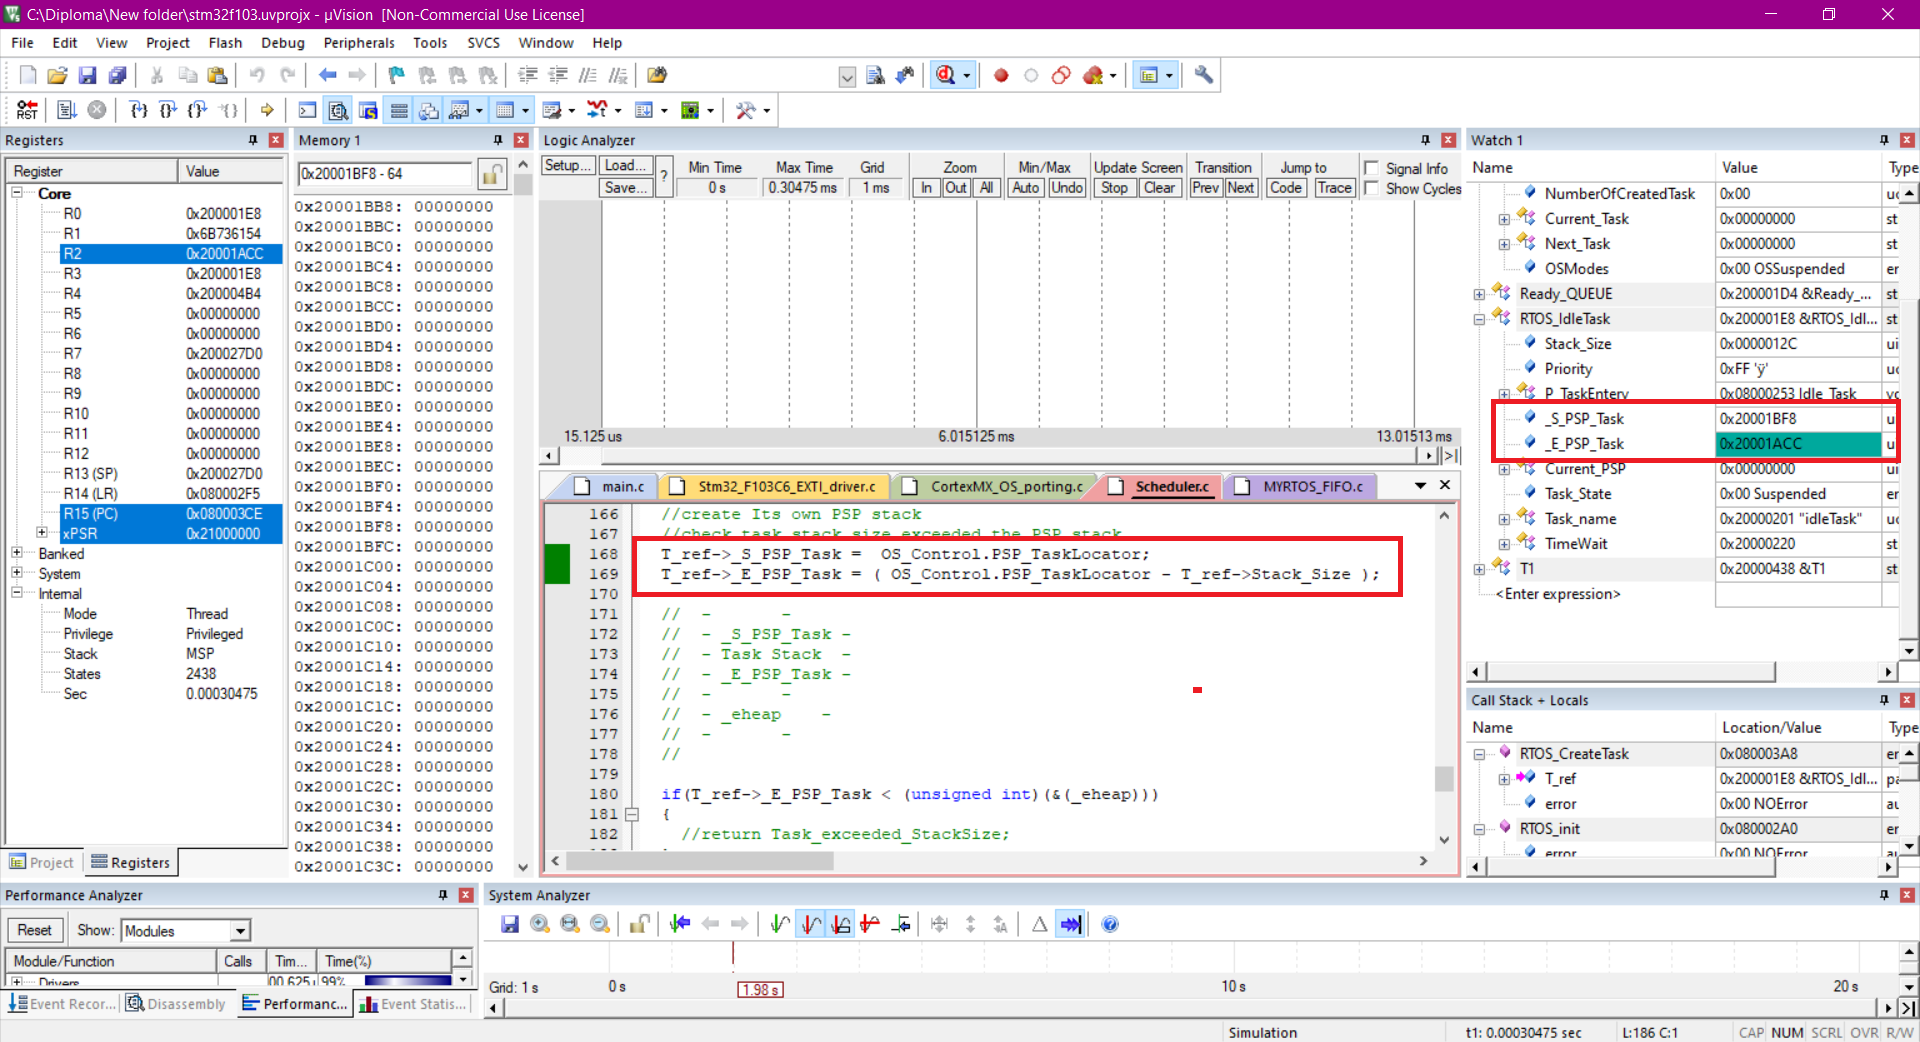 C:\Diploma\New folder\stm32f103.uvprojx - µVision  [Non-Commercial Use License]
File Edit View Project Flash Debug Peripherals Tools SVCS Window Help
Registers
Register Value
Core
R0 0x200001E8
R1 0x6B736154
R2 0x20001ACC
R3 0x200001E8
R4 0x200004B4
R5 0x00000000
R6 0x00000000
R7 0x200027D0
R8 0x00000000
R9 0x00000000
R10 0x00000000
R11 0x00000000
R12 0x00000000
R13 (SP) 0x200027D0
R14 (LR) 0x080002F5
R15 (PC) 0x080003CE
xPSR 0x21000000
Banked
System
Internal
Mode Thread
Privilege Privileged
Stack MSP
States 2438
Sec 0.00030475
Project Registers
Memory 1
0x20001BF8 - 64
0x20001BB8: 00000000
0x20001BBC: 00000000
0x20001BC0: 00000000
0x20001BC4: 00000000
0x20001BC8: 00000000
0x20001BCC: 00000000
0x20001BD0: 00000000
0x20001BD4: 00000000
0x20001BD8: 00000000
0x20001BDC: 00000000
0x20001BE0: 00000000
0x20001BE4: 00000000
0x20001BE8: 00000000
0x20001BEC: 00000000
0x20001BF0: 00000000
0x20001BF4: 00000000
0x20001BF8: 00000000
0x20001BFC: 00000000
0x20001C00: 00000000
0x20001C04: 00000000
0x20001C08: 00000000
0x20001C0C: 00000000
0x20001C10: 00000000
0x20001C14: 00000000
0x20001C18: 00000000
0x20001C1C: 00000000
0x20001C20: 00000000
0x20001C24: 00000000
0x20001C28: 00000000
0x20001C2C: 00000000
0x20001C30: 00000000
0x20001C34: 00000000
0x20001C38: 00000000
0x20001C3C: 00000000
Logic Analyzer
Setup... Load... ? Min Time Max Time Grid Zoom Min/Max Update Screen Transition Jump to Signal Info
Save... 0 s 0.30475 ms 1 ms In Out All Auto Undo Stop Clear Prev Next Code Trace Show Cycles
15.125 us 6.015125 ms 13.01513 ms
main.c Stm32_F103C6_EXTI_driver.c CortexMX_OS_porting.c Scheduler.c MYRTOS_FIFO.c
166 //create Its own PSP stack
167 //check task stack size exceeded the PSP stack
168 T_ref->_S_PSP_Task =  OS_Control.PSP_TaskLocator;
169 T_ref->_E_PSP_Task = ( OS_Control.PSP_TaskLocator - T_ref->Stack_Size );
170
171 //  -       -
172 //  - _S_PSP_Task -
173 //  - Task Stack  -
174 //  - _E_PSP_Task -
175 //  -       -
176 //  - _eheap    -
177 //  -       -
178 //
179
180 if(T_ref->_E_PSP_Task < (unsigned int)(&(_eheap)))
181 {
182 //return Task_exceeded_StackSize;
Watch 1
Name Value Type
NumberOfCreatedTask 0x00 uc
Current_Task 0x00000000 st
Next_Task 0x00000000 st
OSModes 0x00 OSSuspended er
Ready_QUEUE 0x200001D4 &Ready_... st
RTOS_IdleTask 0x200001E8 &RTOS_Idl... st
Stack_Size 0x0000012C ui
Priority 0xFF 'ÿ' uc
P_TaskEntery 0x08000253 Idle_Task vc
_S_PSP_Task 0x20001BF8 u
_E_PSP_Task 0x20001ACC u
Current_PSP 0x00000000 ui
Task_State 0x00 Suspended er
Task_name 0x20000201 "idleTask" uc
TimeWait 0x20000220 st
T1 0x20000438 &T1 st
<Enter expression>
Call Stack + Locals
Name Location/Value Type
RTOS_CreateTask 0x080003A8 er
T_ref 0x200001E8 &RTOS_Idl... pa
error 0x00 NOError au
RTOS_init 0x080002A0 er
error 0x00 NOError au
Performance Analyzer
Reset Show: Modules
Module/Function Calls Tim... Time(%)
Drivers 99%
Event Recor... Disassembly Performanc... Event Statis...
System Analyzer
Grid: 1 s 0 s 1.98 s 10 s 20 s
Simulation t1: 0.00030475 sec L:186 C:1 CAP NUM SCRL OVR R/W